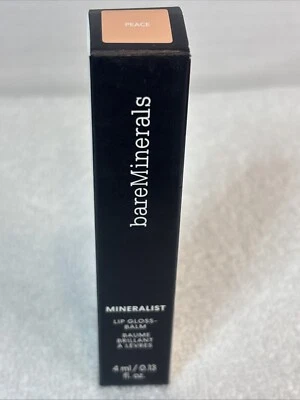 PEACE
bareMinerals
MINERALIST
LIP GLOSS-
BALM
BAUME
BRILLANT
À LÈVRES
4 ml / 0.13
fl. oz.